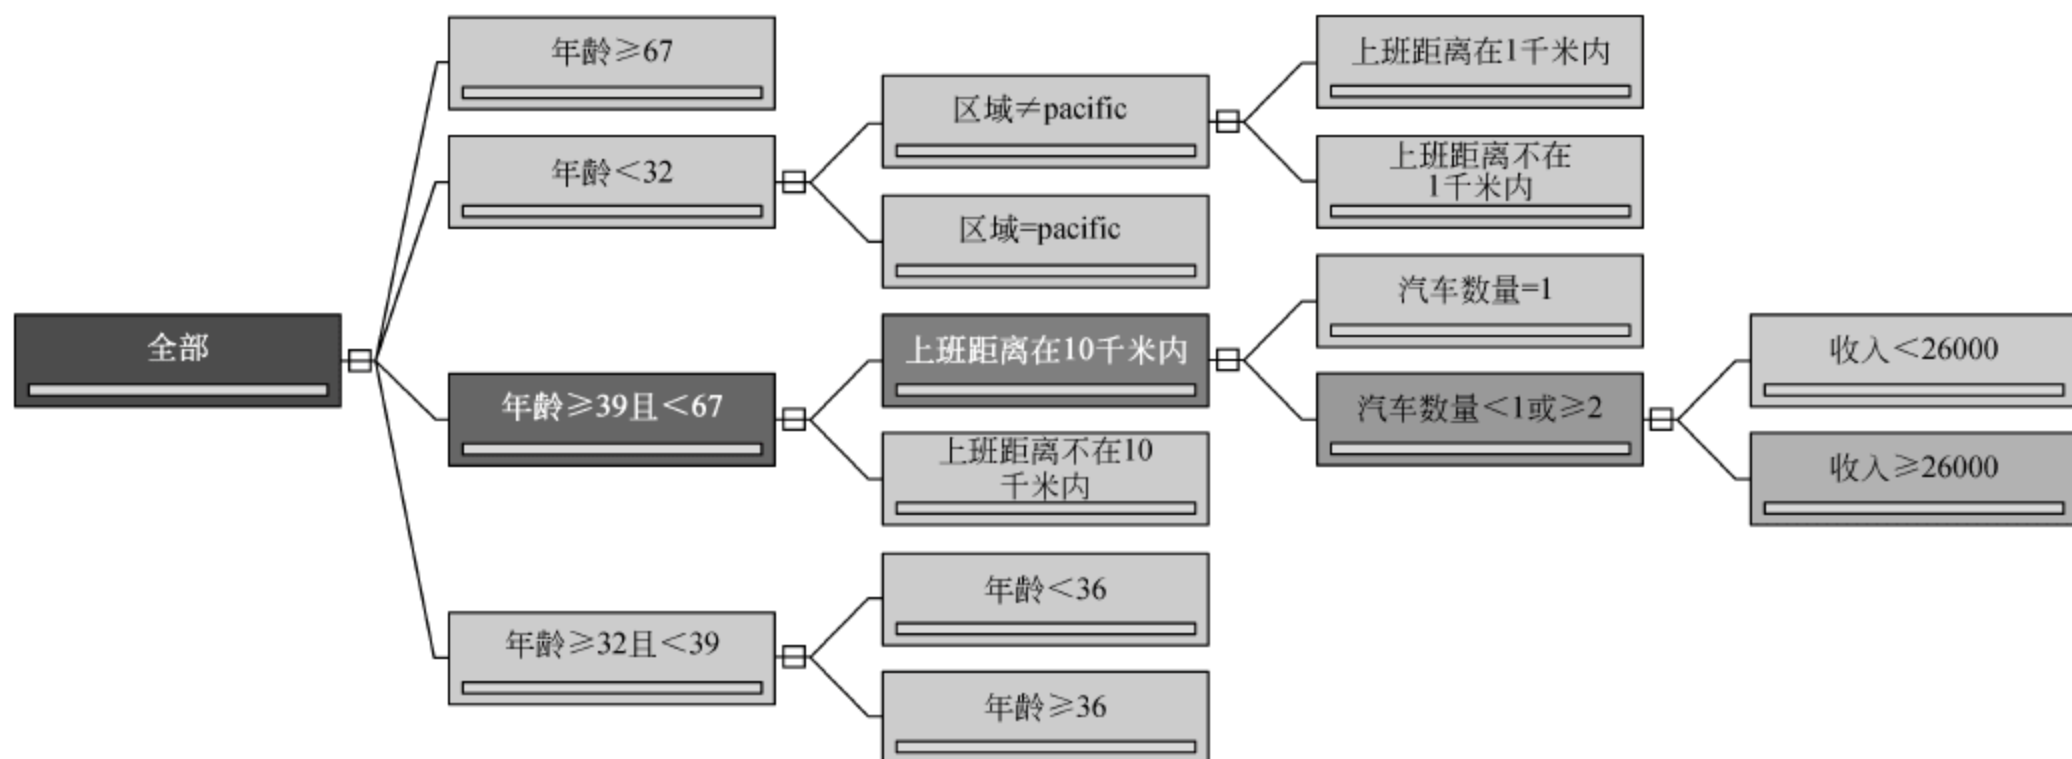 全部
年龄≥67
年龄<32
年龄≥39且<67
年龄≥32且<39
区域≠pacific
区域=pacific
上班距离在10千米内
上班距离不在10
千米内
年龄<36
年龄≥36
上班距离在1千米内
上班距离不在
1千米内
汽车数量=1
汽车数量<1或≥2
收入<26000
收入≥26000